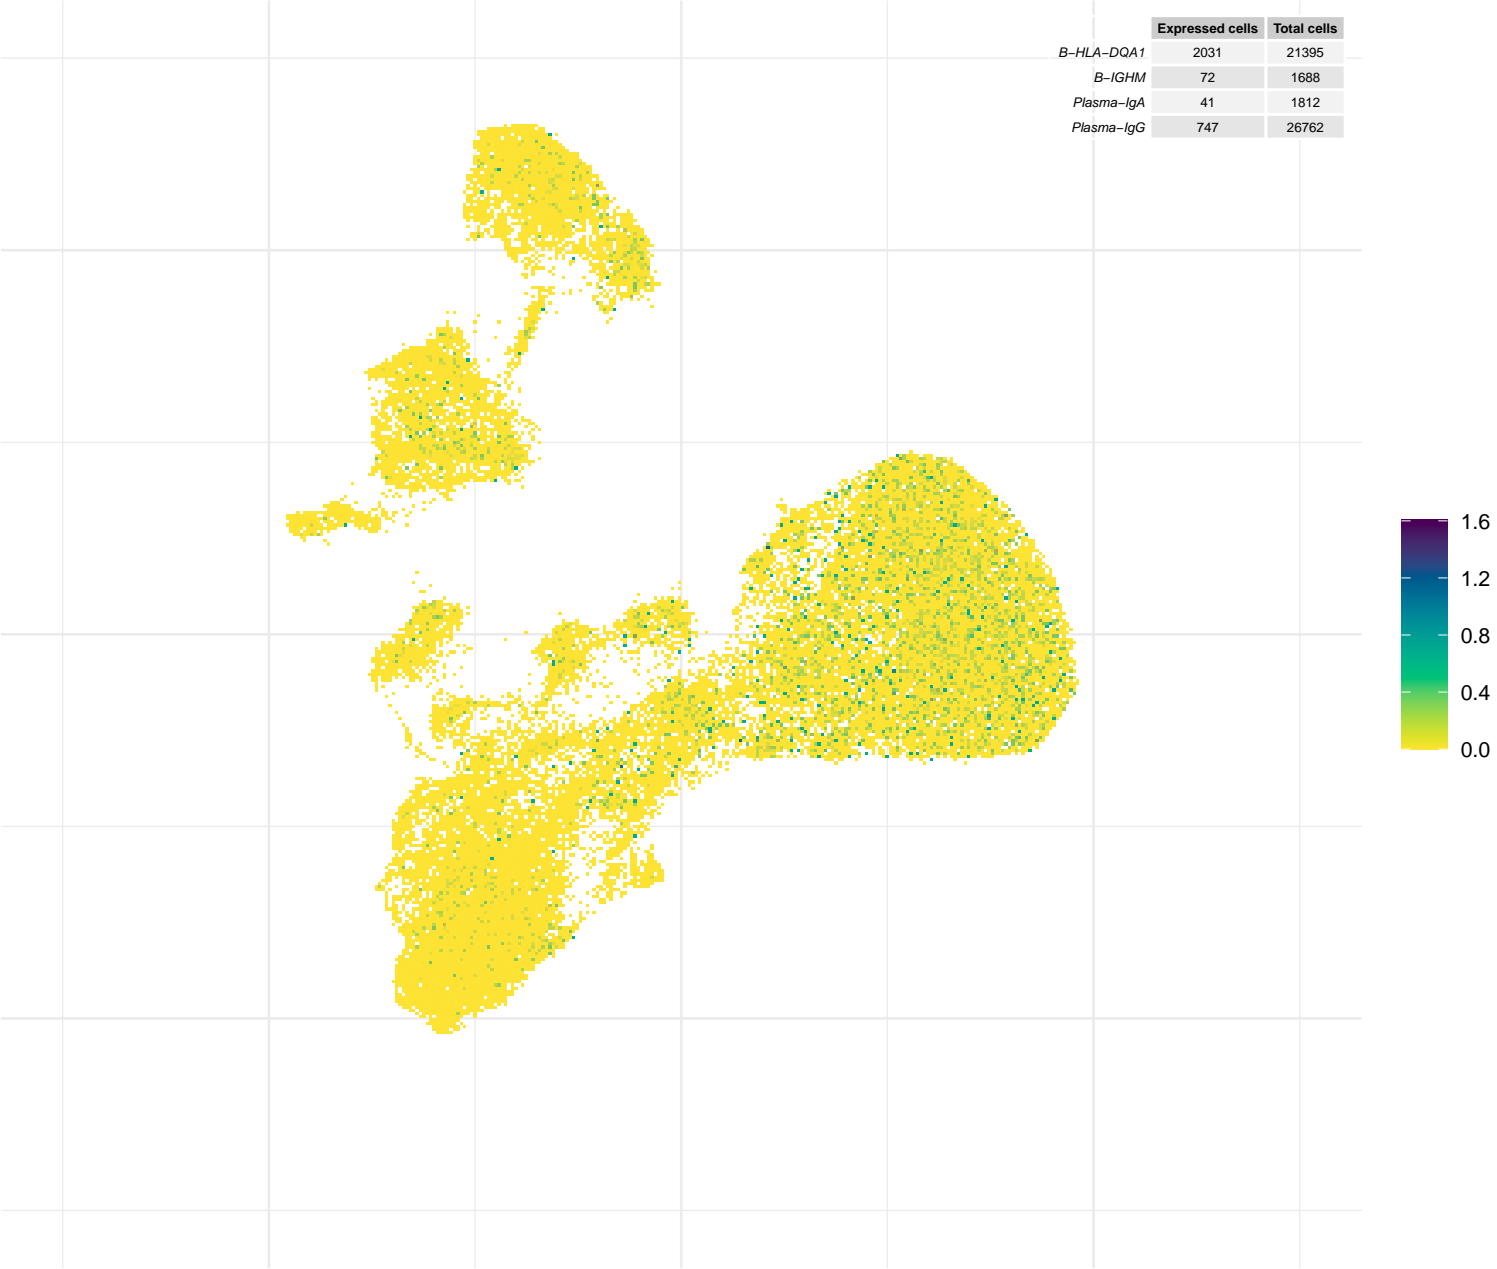 Expressed cells Total cells
B−HLA−DQA1 2031 21395
B−IGHM 72 1688
Plasma−IgA 41 1812
Plasma−IgG 747 26762
1.6
1.2
0.8
0.4
0.0